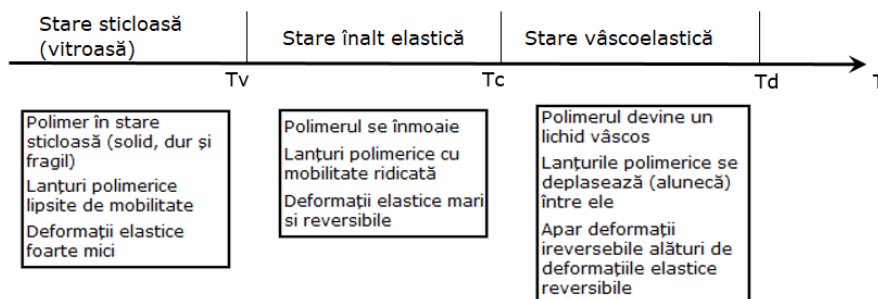 Stare sticloasă
(vitroasă)
Stare înalt elastică
Stare vâscoelastică
Tv
Tc
Td
T
Polimer în stare
sticloasă (solid, dur și
fragil)
Lanțuri polimerice
lipsite de mobilitate
Deformații elastice
foarte mici
Polimerul se înmoaie
Lanțuri polimerice cu
mobilitate ridicată
Deformații elastice mari
si reversibile
Polimerul devine un
lichid vâscos
Lanțurile polimerice se
deplasează (alunecă)
între ele
Apar deformații
ireversebile alături de
deformațiile elastice
reversibile